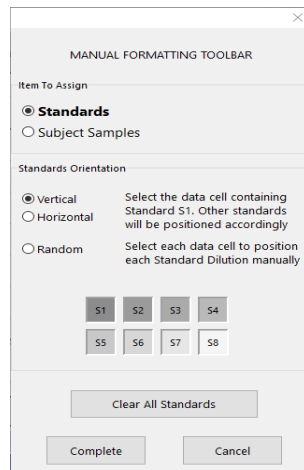 MANUAL FORMATTING TOOLBAR
Item To Assign
Standards
Subject Samples
Standards Orientation
Vertical
Horizontal
Select the data cell containing
Standard S1. Other standards
will be positioned accordingly
Random
Select each data cell to position
each Standard Dilution manually
S1 S2 S3 S4
S5 S6 S7 S8
Clear All Standards
Complete Cancel